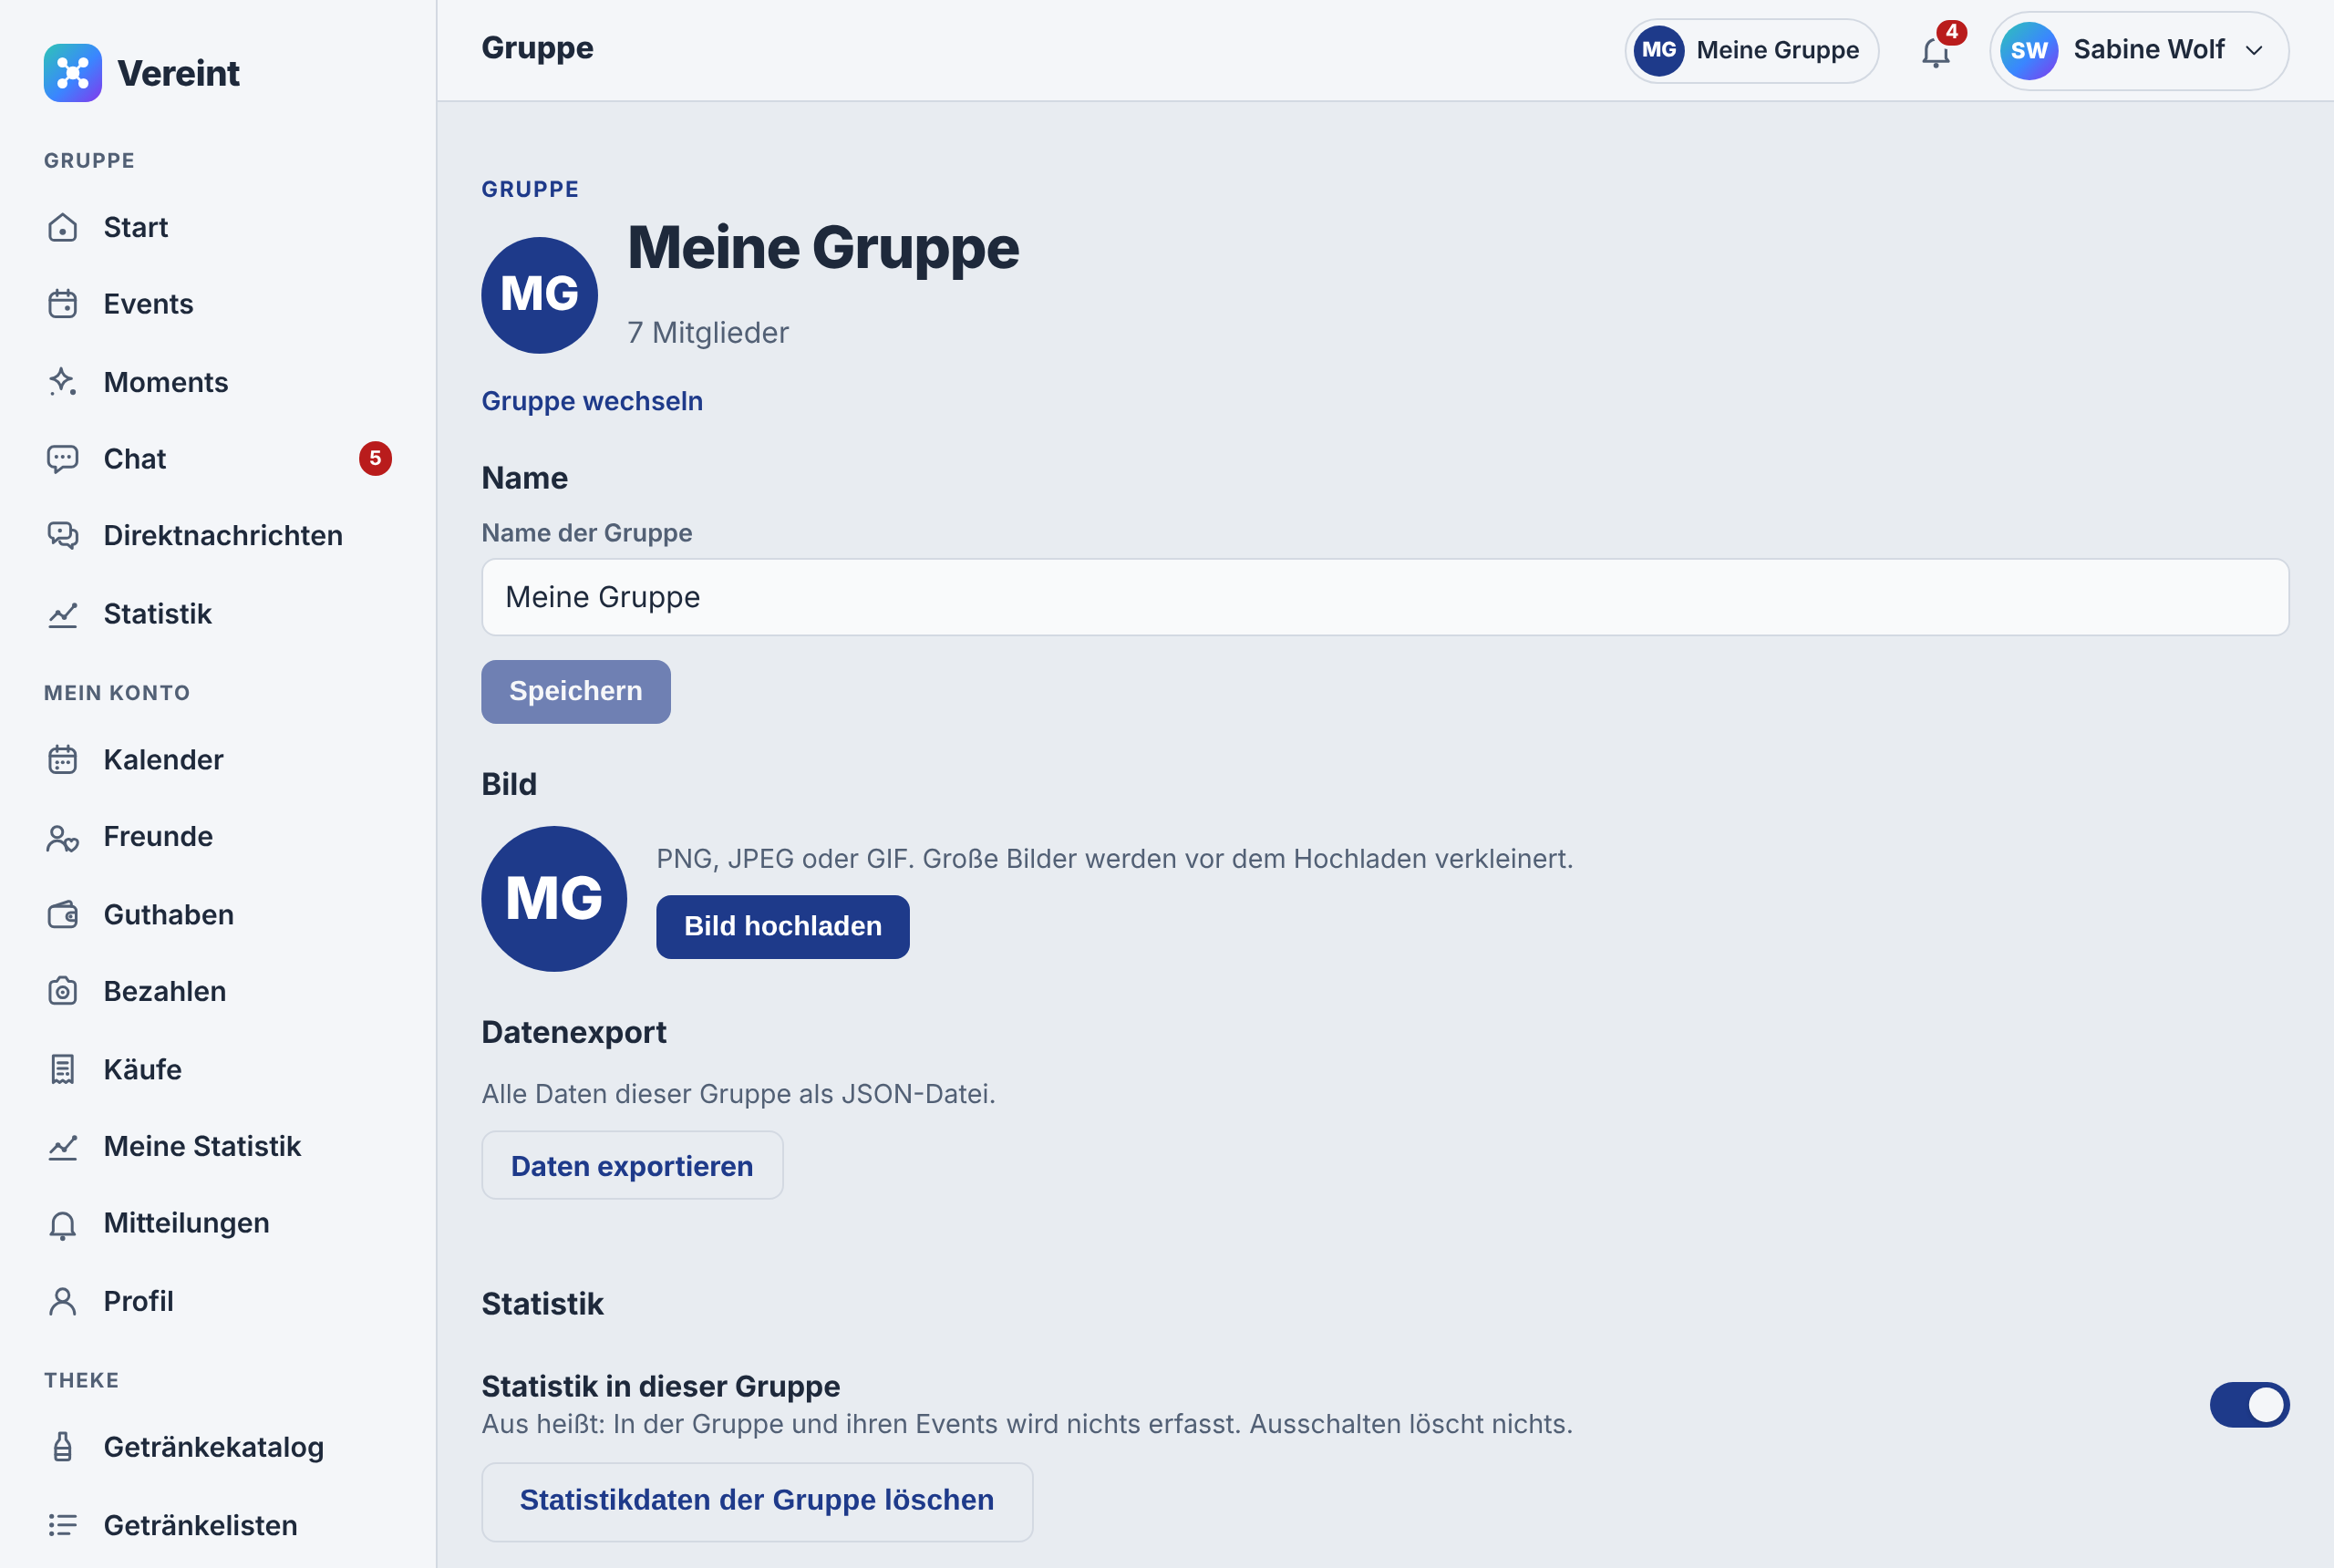 Vereint
GRUPPE
Start
Events
Moments
Chat
5
Direktnachrichten
Statistik
MEIN KONTO
Kalender
Freunde
Guthaben
Bezahlen
Käufe
Meine Statistik
Mitteilungen
Profil
THEKE
Getränkekatalog
Getränkelisten
Gruppe
MG Meine Gruppe
4
SW Sabine Wolf
GRUPPE
MG
Meine Gruppe
7 Mitglieder
Gruppe wechseln
Name
Name der Gruppe
Meine Gruppe
Speichern
Bild
MG
PNG, JPEG oder GIF. Große Bilder werden vor dem Hochladen verkleinert.
Bild hochladen
Datenexport
Alle Daten dieser Gruppe als JSON-Datei.
Daten exportieren
Statistik
Statistik in dieser Gruppe
Aus heißt: In der Gruppe und ihren Events wird nichts erfasst. Ausschalten löscht nichts.
Statistikdaten der Gruppe löschen